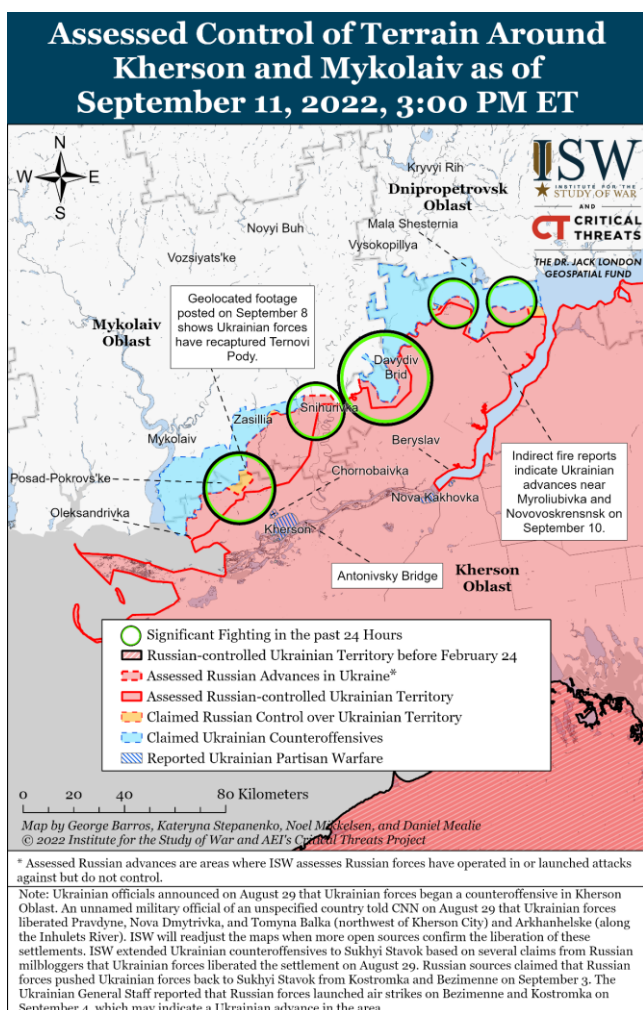 Assessed Control of Terrain Around
Kherson and Mykolaiv as of
September 11, 2022, 3:00 PM ET
N
W E
S
ISW
INSTITUTE FOR THE
STUDY OF WAR
AND
CT CRITICAL
THREATS
THE DR. JACK LONDON
GEOSPATIAL FUND
Kryvyi Rih
Dnipropetrovsk
Oblast
Mala Shesternia
Novyi Buh
Vysokopillya
Vozsiyats'ke
Geolocated footage
posted on September 8
shows Ukrainian forces
have recaptured Ternovi
Pody.
Mykolaiv
Oblast
Davydiv
Brid
Snihurivka
Zasillia
Mykolaiv
Beryslav
Indirect fire reports
indicate Ukrainian
advances near
Myroliubivka and
Novovoskrensnsk on
September 10.
Posad-Pokrovs'ke
Chornobaivka
Nova Kakhovka
Oleksandrivka
Kherson
Antonivsky Bridge
Kherson
Oblast
Significant Fighting in the past 24 Hours
Russian-controlled Ukrainian Territory before February 24
Assessed Russian Advances in Ukraine*
Assessed Russian-controlled Ukrainian Territory
Claimed Russian Control over Ukrainian Territory
Claimed Ukrainian Counteroffensives
Reported Ukrainian Partisan Warfare
0 20 40 80 Kilometers
Map by George Barros, Kateryna Stepanenko, Noel Mikkelsen, and Daniel Mealie
© 2022 Institute for the Study of War and AEI's Critical Threats Project
* Assessed Russian advances are areas where ISW assesses Russian forces have operated in or launched attacks
against but do not control.
Note: Ukrainian officials announced on August 29 that Ukrainian forces began a counteroffensive in Kherson
Oblast. An unnamed military official of an unspecified country told CNN on August 29 that Ukrainian forces
liberated Pravdyne, Nova Dmytrivka, and Tomyna Balka (northwest of Kherson City) and Arkhanhelske (along
the Inhulets River). ISW will readjust the maps when more open sources confirm the liberation of these
settlements. ISW extended Ukrainian counteroffensives to Sukhyi Stavok based on several claims from Russian
milbloggers that Ukrainian forces liberated the settlement on August 29. Russian sources claimed that Russian
forces pushed Ukrainian forces back to Sukhyi Stavok from Kostromka and Bezimenne on September 3. The
Ukrainian General Staff reported that Russian forces launched air strikes on Bezimenne and Kostromka on
September 4, which may indicate a Ukrainian advance in the area.